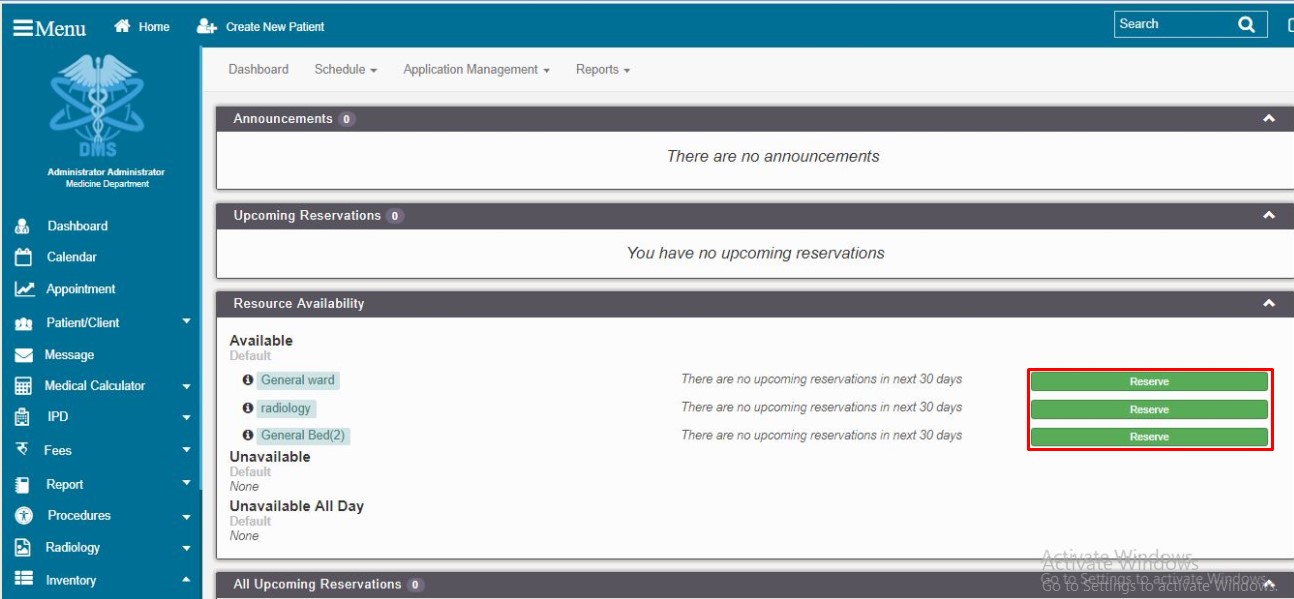 Menu Home Create New Patient Search
DMS
Administrator Administrator
Medicine Department
Dashboard
Calendar
Appointment
Patient/Client
Message
Medical Calculator
IPD
Fees
Report
Procedures
Radiology
Inventory
Dashboard Schedule Application Management Reports
Announcements 0
There are no announcements
Upcoming Reservations 0
You have no upcoming reservations
Resource Availability
Available
Default
General ward There are no upcoming reservations in next 30 days Reserve
radiology There are no upcoming reservations in next 30 days Reserve
General Bed(2) There are no upcoming reservations in next 30 days Reserve
Unavailable
Default
None
Unavailable All Day
Default
None
All Upcoming Reservations 0
Activate Windows
Go to Settings to activate Windows.